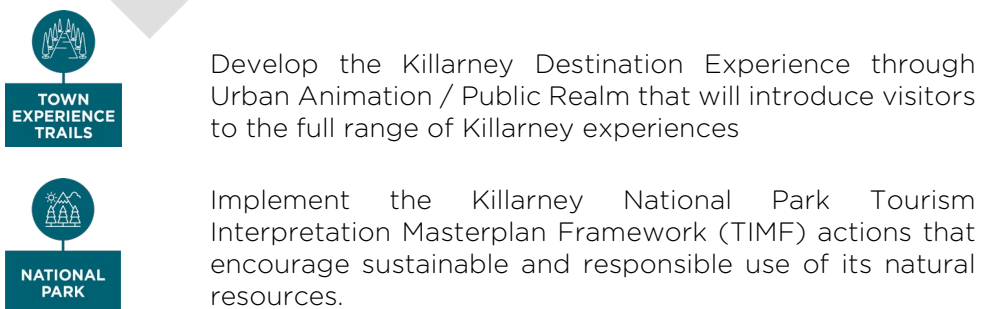 TOWN
EXPERIENCE
TRAILS
Develop the Killarney Destination Experience through
Urban Animation / Public Realm that will introduce visitors
to the full range of Killarney experiences
NATIONAL
PARK
Implement the Killarney National Park Tourism
Interpretation Masterplan Framework (TIMF) actions that
encourage sustainable and responsible use of its natural
resources.